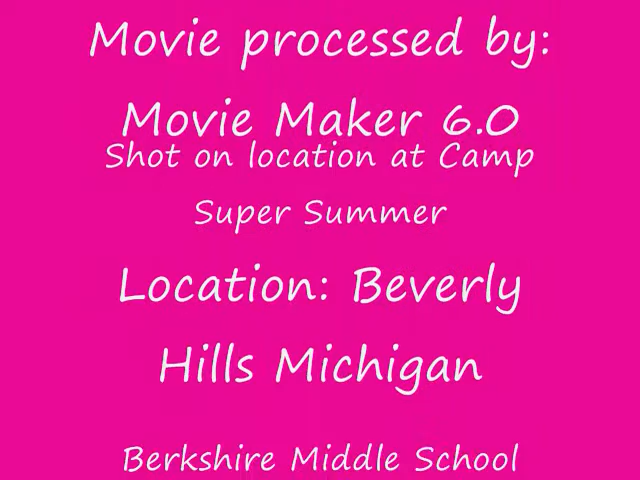 Movie processed by:
Movie Maker 6.0
Shot on location at Camp
Super Summer
Location: Beverly
Hills Michigan
Berkshire Middle School